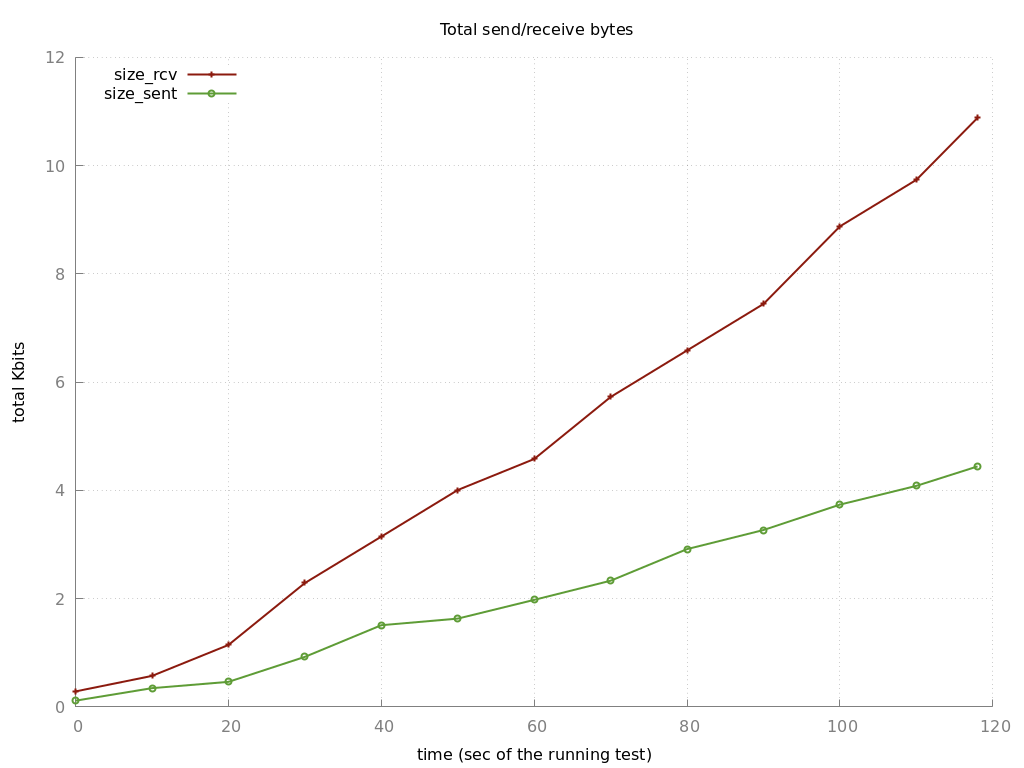 Total send/receive bytes
size_rcv
size_sent
total Kbits
12
10
8
6
4
2
0
0 20 40 60 80 100 120
time (sec of the running test)